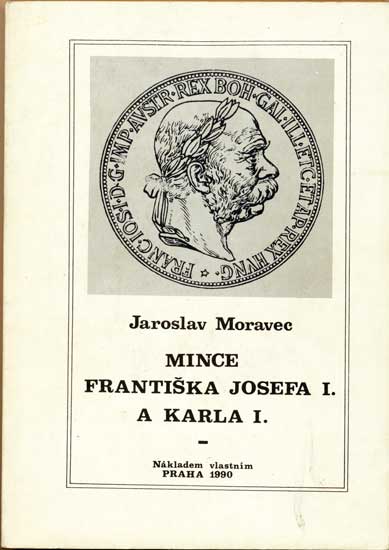 FRANC·IOS·I·D·G·IMP·AVSTR·REX·BOH·GAL·ILL·ETC·ET·AP·REX·HVNG·
Jaroslav Moravec
MINCE
FRANTIŠKA JOSEFA I.
A KARLA I.
–
Nákladem vlastním
PRAHA 1990